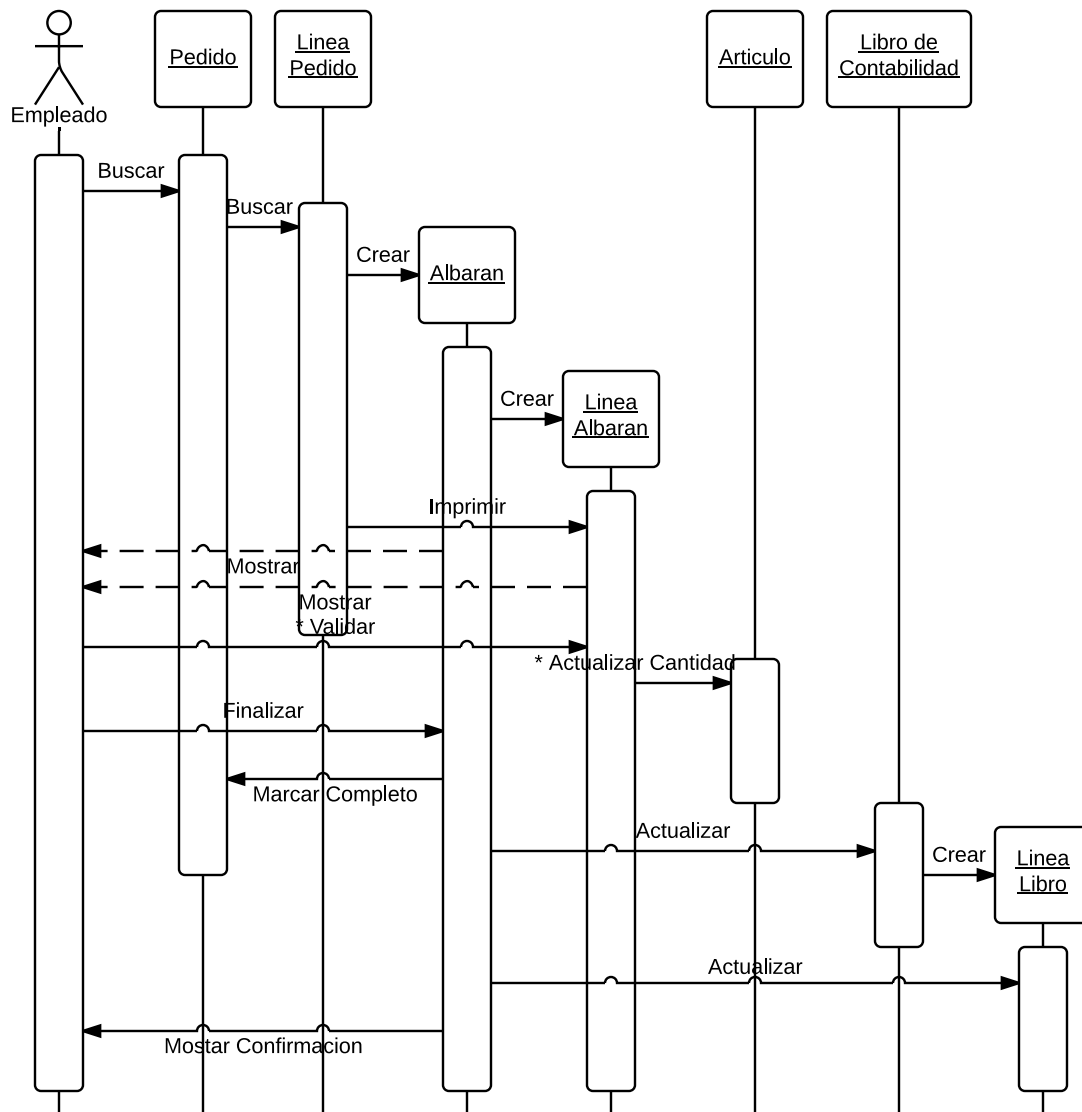 Linea
Pedido
Pedido
Articulo
Libro de
Contabilidad
Empleado
Buscar
Buscar
Crear
Albaran
Crear
Linea
Albaran
Imprimir
Mostrar
Mostrar
* Validar
* Actualizar Cantidad
Finalizar
Marcar Completo
Actualizar
Crear
Linea
Libro
Actualizar
Mostar Confirmacion